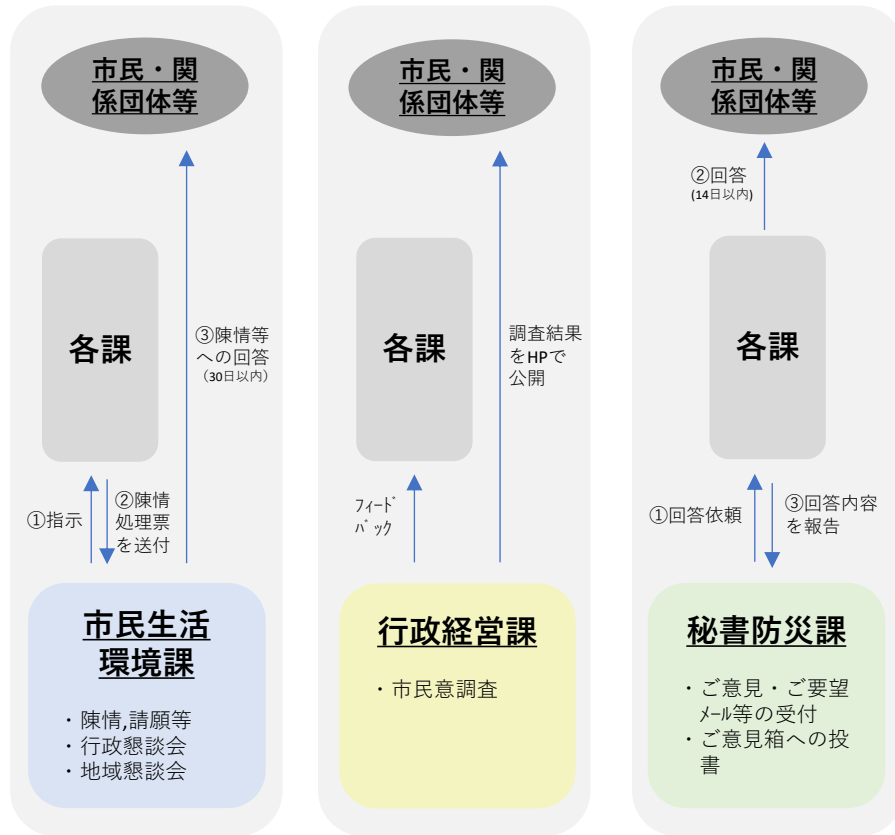 市民・関
係団体等
各課
③陳情等
への回答
（30日以内）
①指示
②陳情
処理票
を送付
市民生活
環境課
・陳情,請願等
・行政懇談会
・地域懇談会
市民・関
係団体等
各課
調査結果
をHPで
公開
ﾌｨｰﾄﾞ
ﾊﾞｯｸ
行政経営課
・市民意調査
市民・関
係団体等
②回答
(14日以内)
各課
①回答依頼
③回答内容
を報告
秘書防災課
・ご意見・ご要望
ﾒｰﾙ等の受付
・ご意見箱への投
書